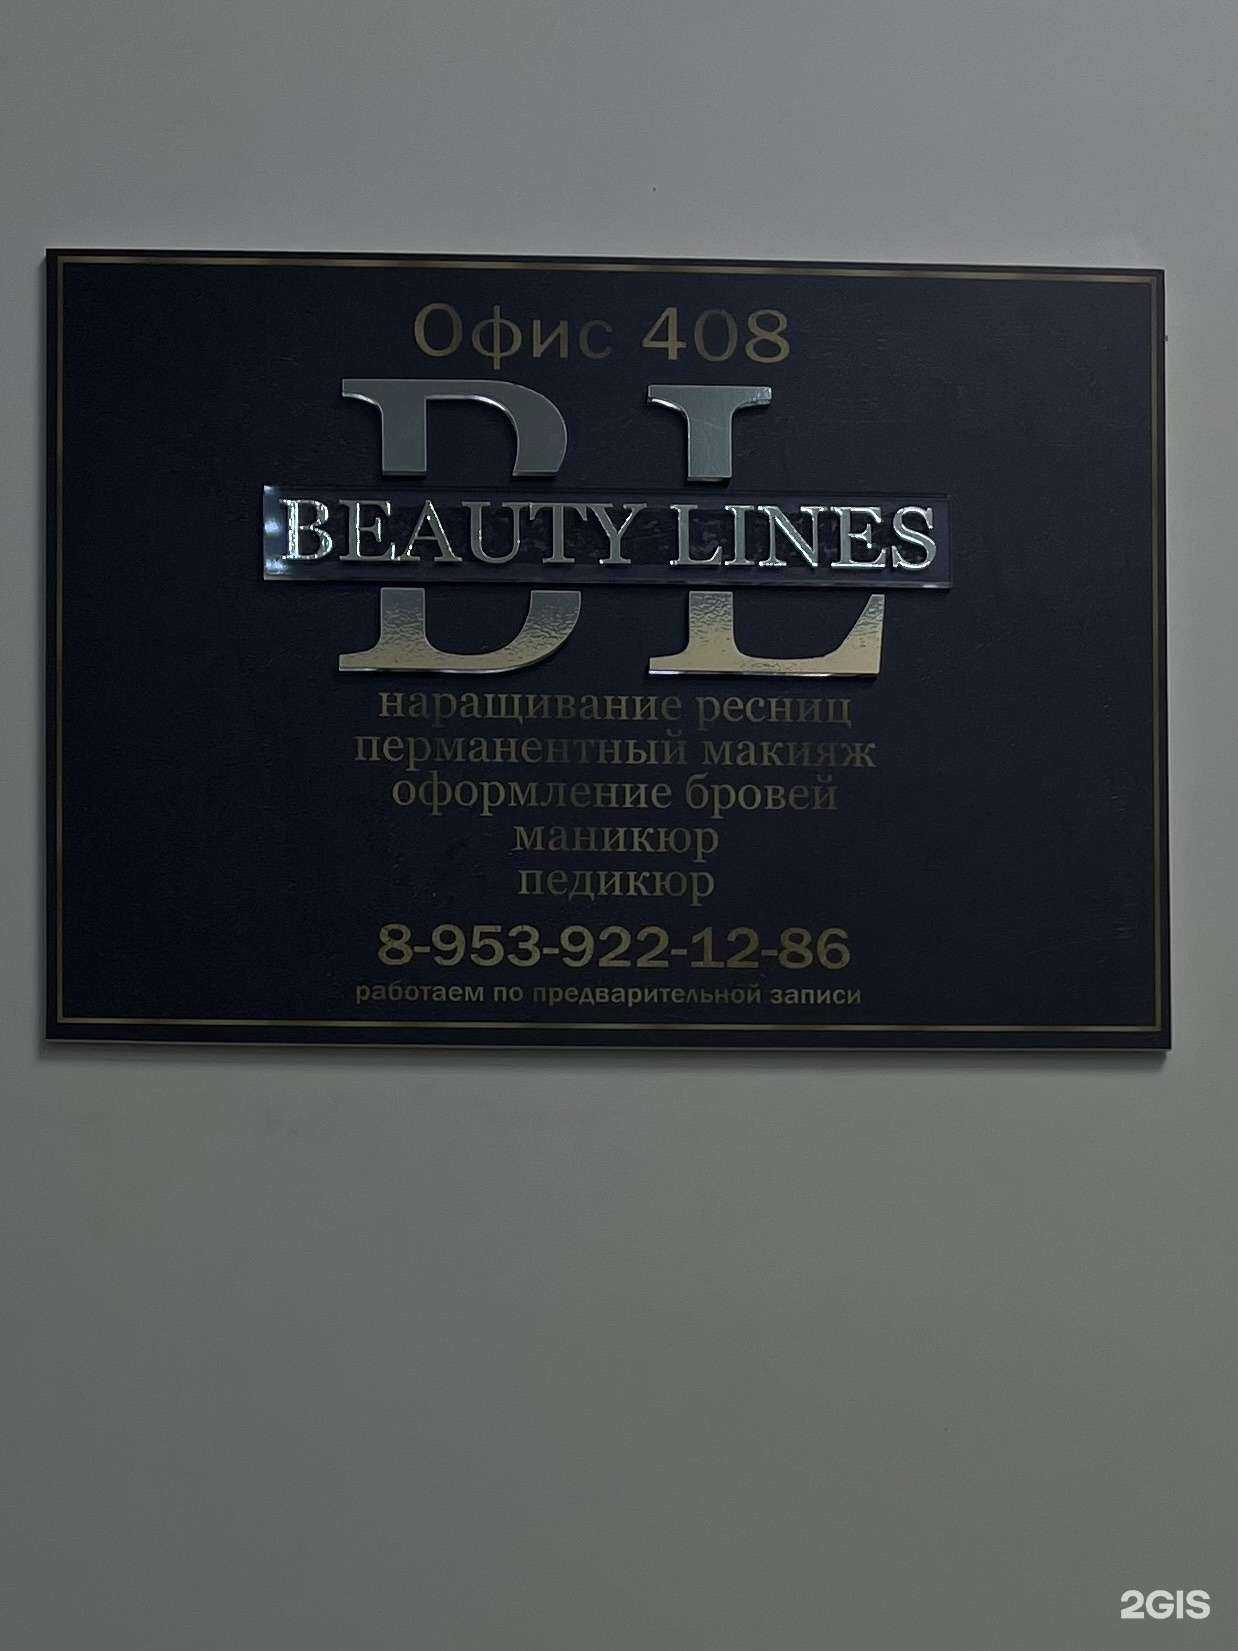 Офис 408
BL
BEAUTY LINES
наращивание ресниц
перманентный макияж
оформление бровей
маникюр
педикюр
8-953-922-12-86
работаем по предварительной записи
2GIS